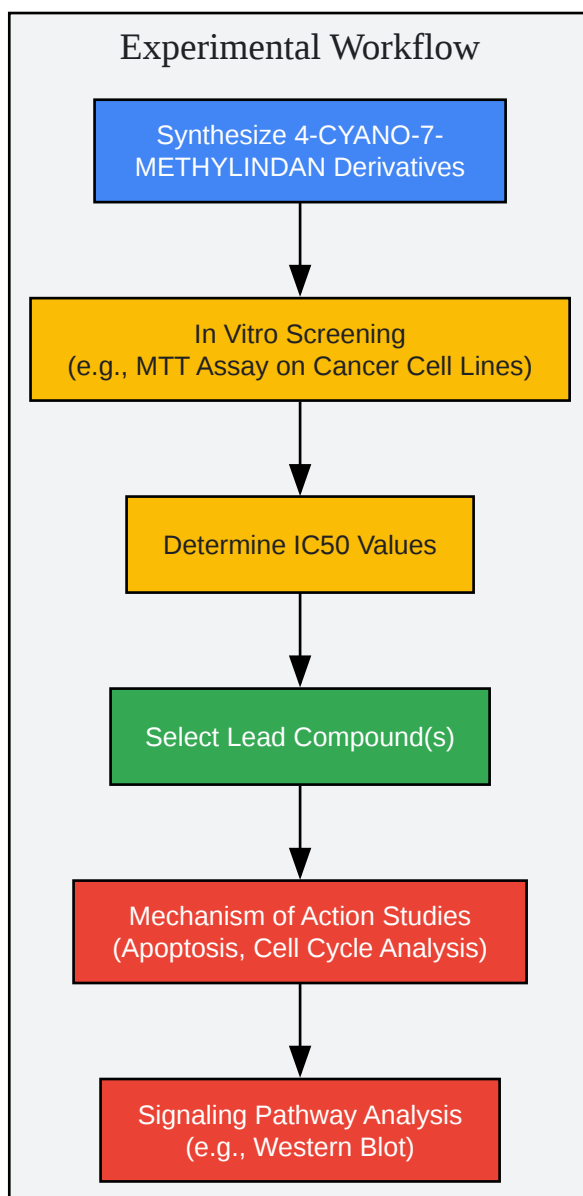 Experimental Workflow
Synthesize 4-CYANO-7-
METHYLINDAN Derivatives
In Vitro Screening
(e.g., MTT Assay on Cancer Cell Lines)
Determine IC50 Values
Select Lead Compound(s)
Mechanism of Action Studies
(Apoptosis, Cell Cycle Analysis)
Signaling Pathway Analysis
(e.g., Western Blot)